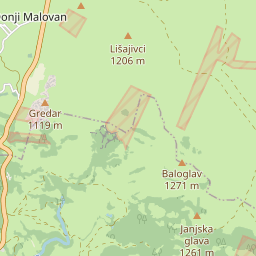 Donji Malovan
Lišajivci
1206 m
Gredar
1119 m
Baloglav
1271 m
Janjska
glava
1261 m